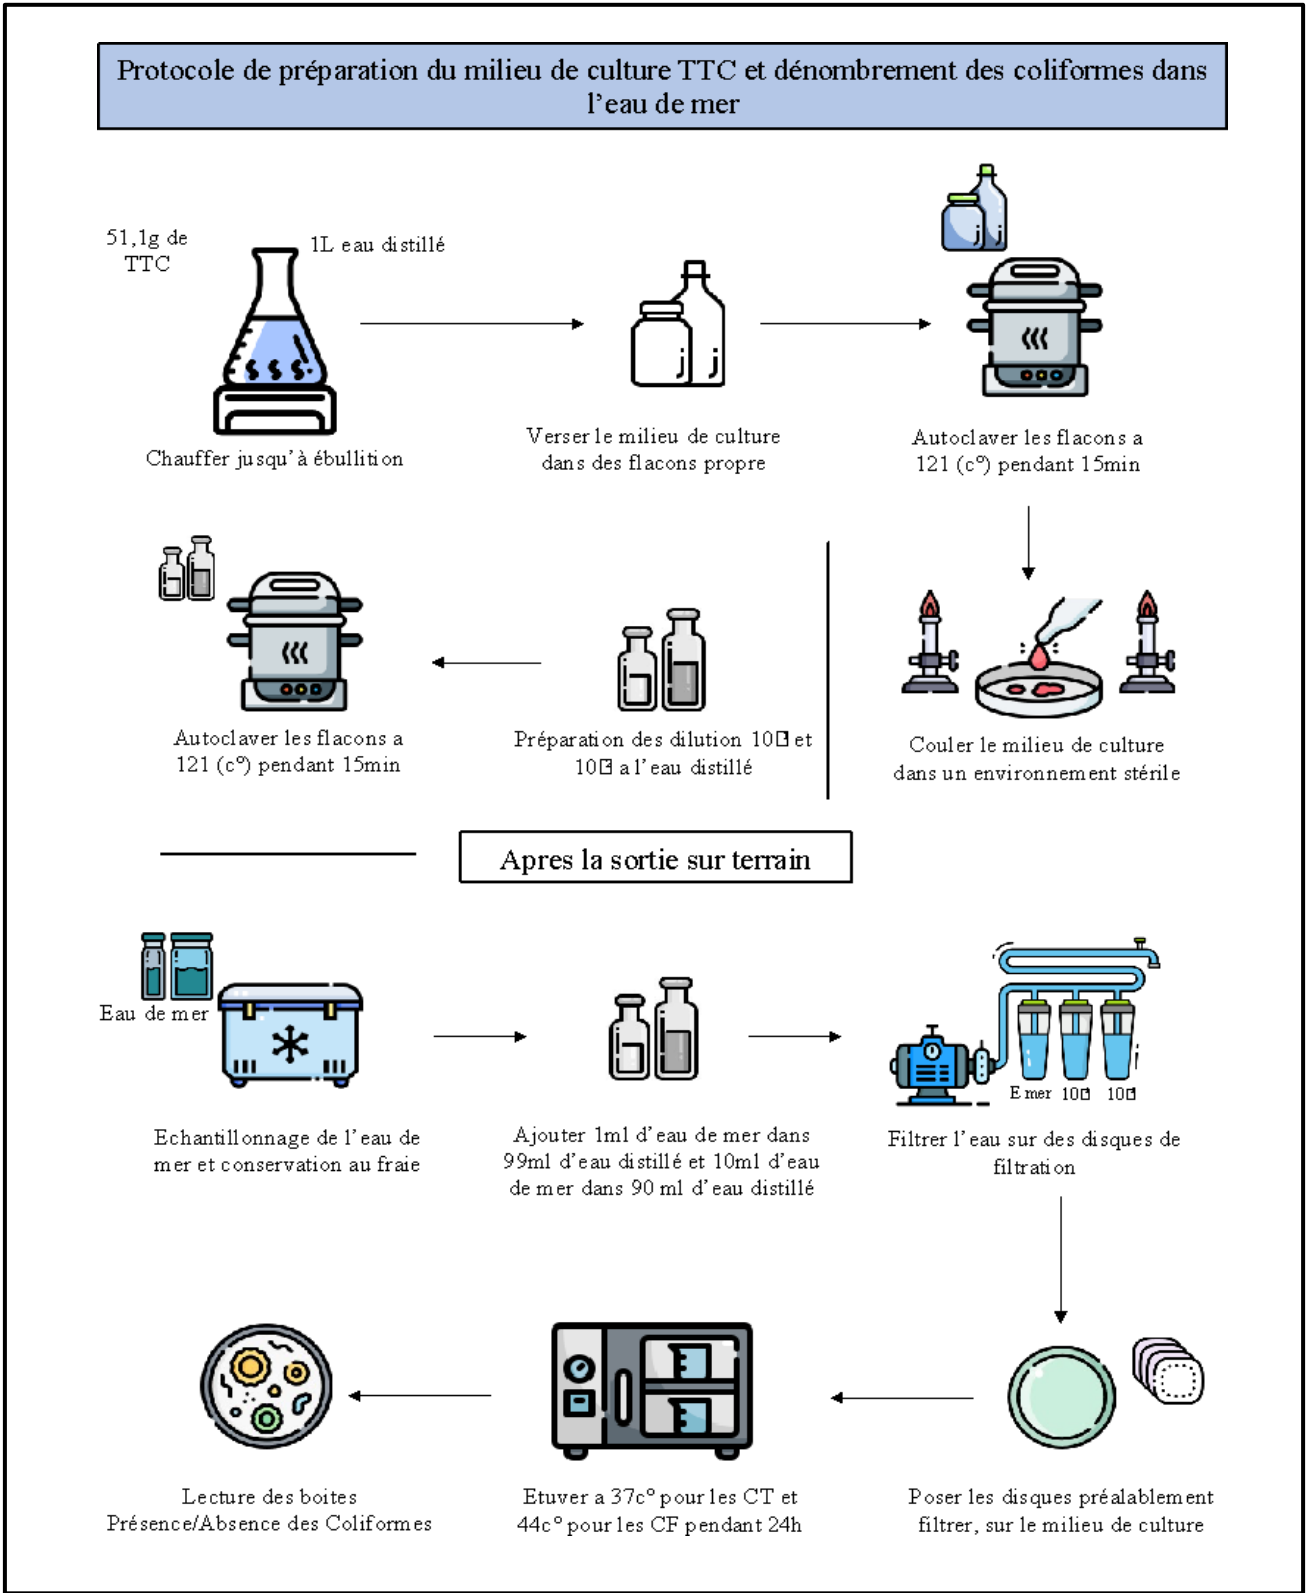 Protocole de préparation du milieu de culture TTC et dénombrement des coliformes dans
l’eau de mer
51,1g de
TTC
1L eau distillé
Chauffer jusqu’à ébullition
Verser le milieu de culture
dans des flacons propre
Autoclaver les flacons a
121 (c°) pendant 15min
Autoclaver les flacons a
121 (c°) pendant 15min
Préparation des dilution 10 et
10 a l’eau distillé
Couler le milieu de culture
dans un environnement stérile
Apres la sortie sur terrain
Eau de mer
E mer 10 10
Echantillonnage de l’eau de
mer et conservation au fraie
Ajouter 1ml d’eau de mer dans
99ml d’eau distillé et 10ml d’eau
de mer dans 90 ml d’eau distillé
Filtrer l’eau sur des disques de
filtration
Lecture des boites
Présence/Absence des Coliformes
Etuver a 37c° pour les CT et
44c° pour les CF pendant 24h
Poser les disques préalablement
filtrer, sur le milieu de culture